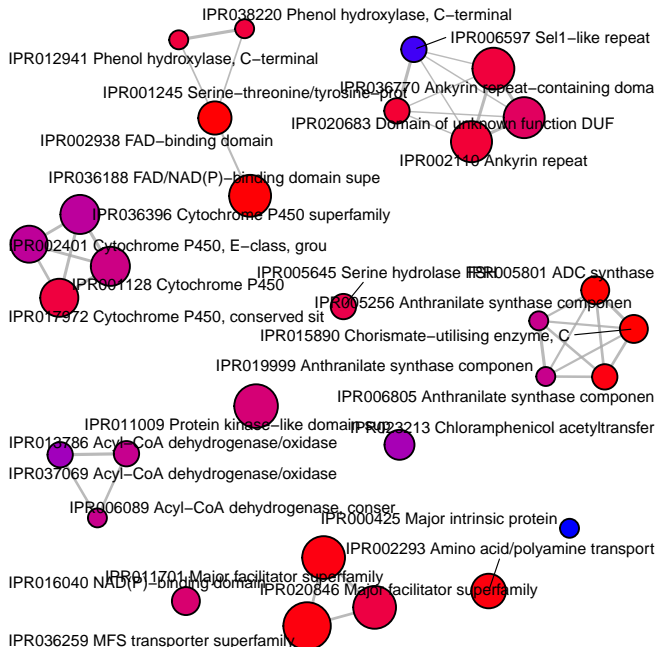 IPR038220 Phenol hydroxylase, C−terminal
IPR006597 Sel1−like repeat
IPR012941 Phenol hydroxylase, C−terminal
IPR036770 Ankyrin repeat−containing doma
IPR001245 Serine−threonine/tyrosine−prot
IPR020683 Domain of unknown function DUF
IPR002938 FAD−binding domain
IPR002110 Ankyrin repeat
IPR036188 FAD/NAD(P)−binding domain supe
IPR036396 Cytochrome P450 superfamily
IPR002401 Cytochrome P450, E−class, grou
IPR005645 Serine hydrolase FSH
IPR005801 ADC synthase
IPR001128 Cytochrome P450
IPR005256 Anthranilate synthase componen
IPR017972 Cytochrome P450, conserved sit
IPR015890 Chorismate−utilising enzyme, C
IPR019999 Anthranilate synthase componen
IPR006805 Anthranilate synthase componen
IPR011009 Protein kinase−like domain sup
IPR023213 Chloramphenicol acetyltransfer
IPR013786 Acyl−CoA dehydrogenase/oxidase
IPR037069 Acyl−CoA dehydrogenase/oxidase
IPR006089 Acyl−CoA dehydrogenase, conser
IPR000425 Major intrinsic protein
IPR002293 Amino acid/polyamine transport
IPR011701 Major facilitator superfamily
IPR016040 NAD(P)−binding domain
IPR020846 Major facilitator superfamily
IPR036259 MFS transporter superfamily